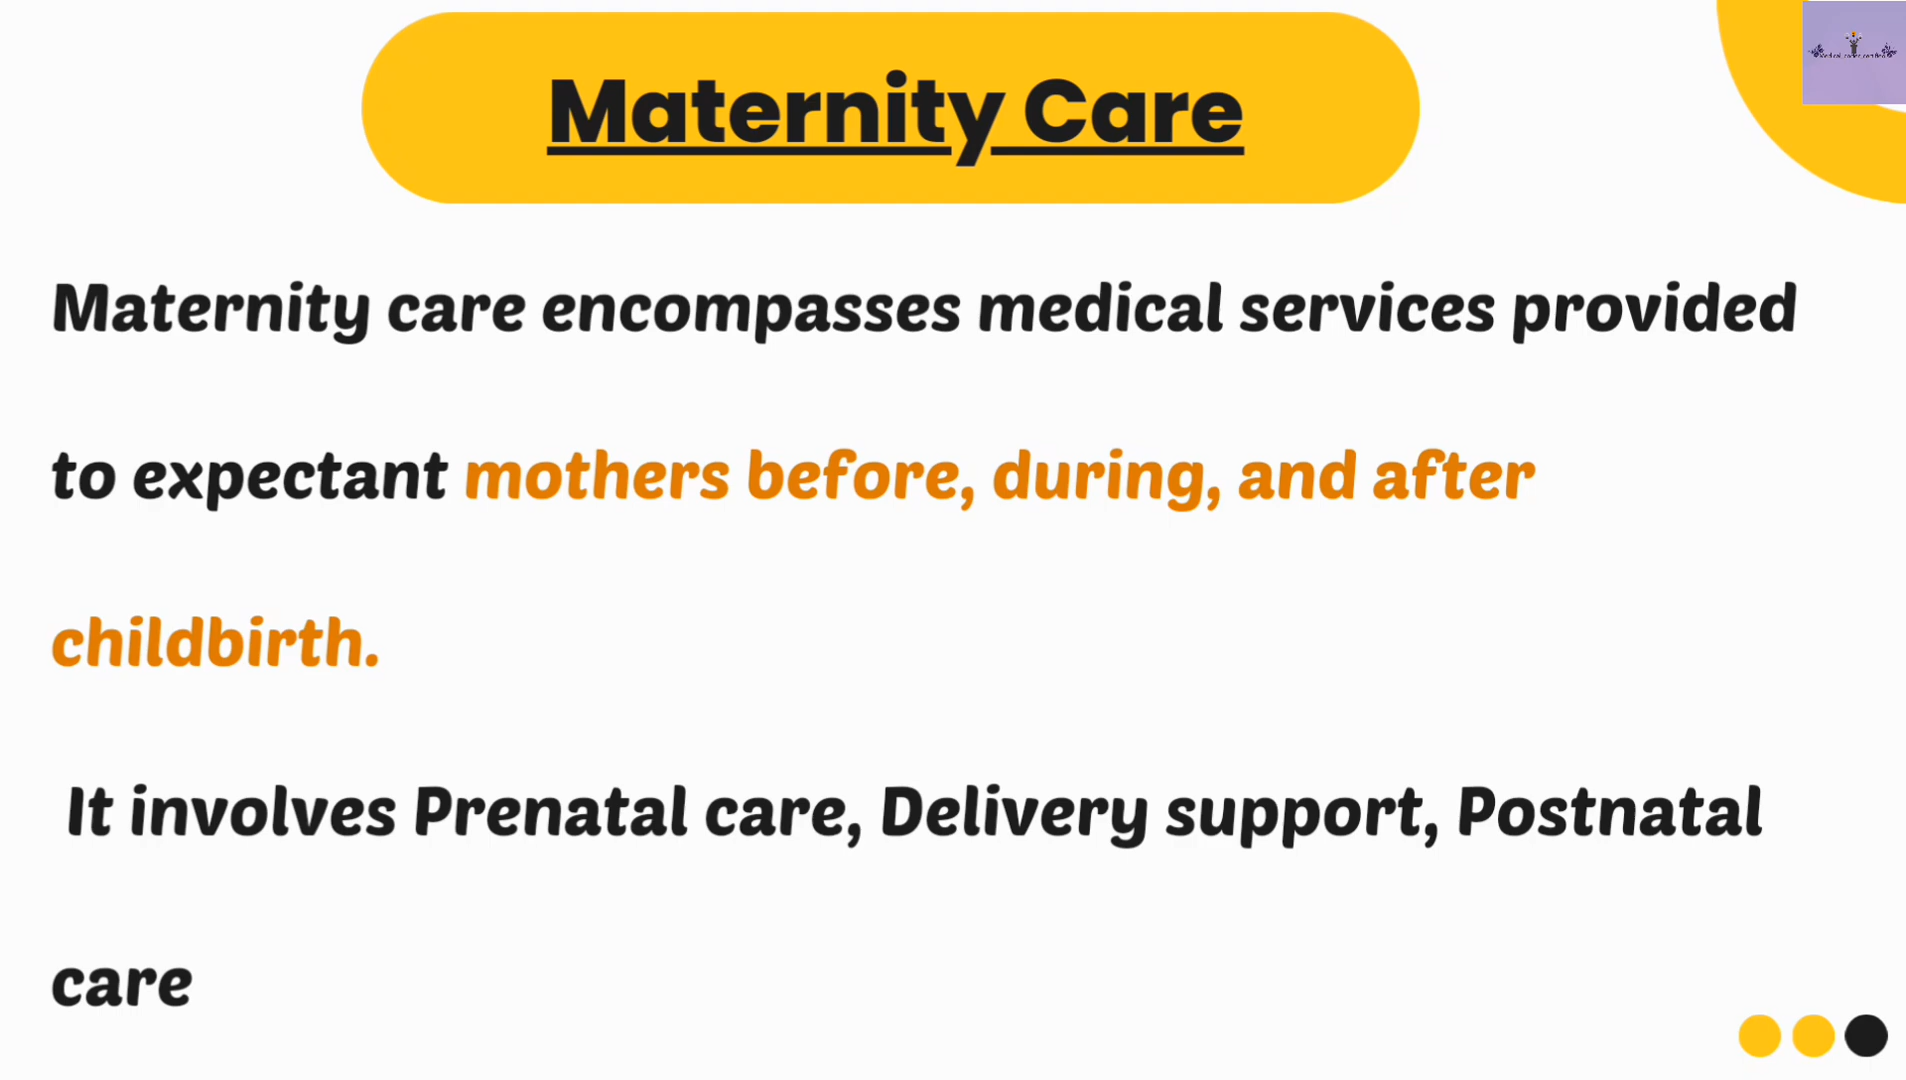 Maternity Care
Maternity care encompasses medical services provided
to expectant mothers before, during, and after
childbirth.
It involves Prenatal care, Delivery support, Postnatal
care